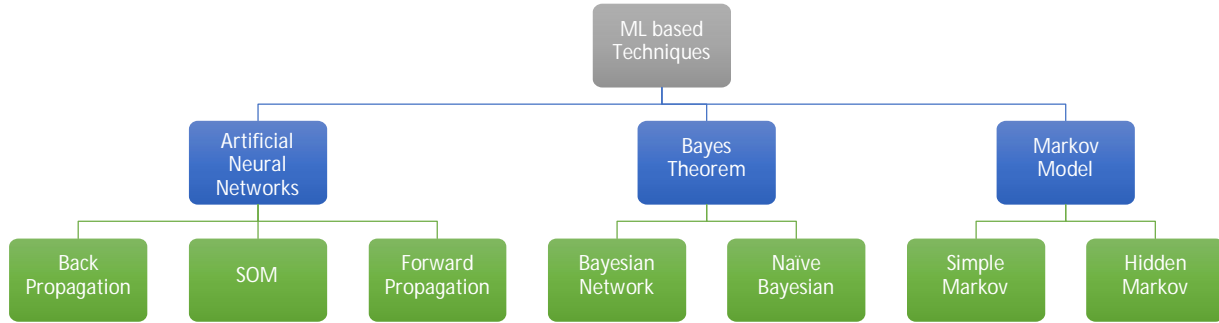 ML based
Techniques
Artificial
Neural
Networks
Bayes
Theorem
Markov
Model
Back
Propagation
SOM
Forward
Propagation
Bayesian
Network
Naïve
Bayesian
Simple
Markov
Hidden
Markov